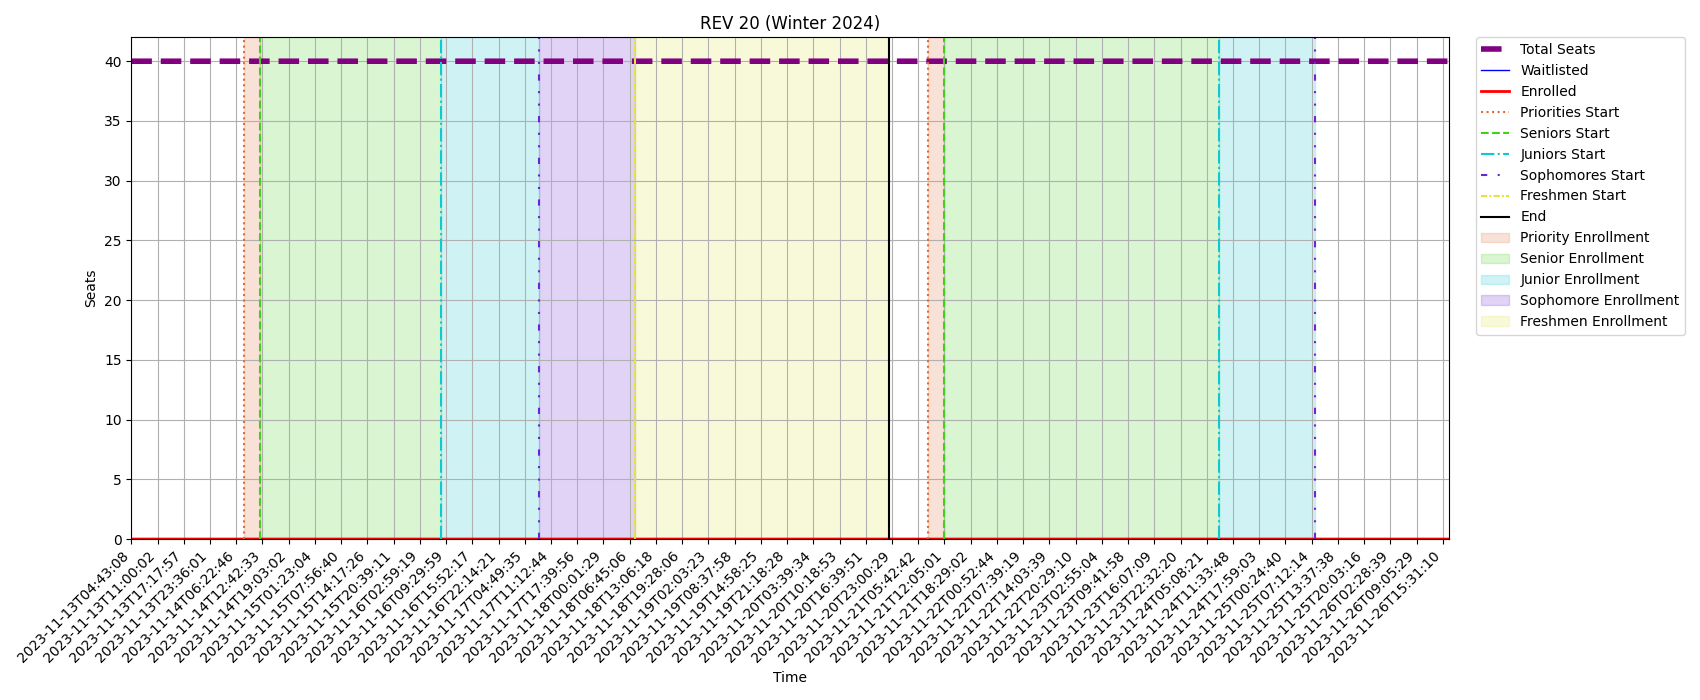 REV 20 (Winter 2024)
Total Seats
Waitlisted
Enrolled
Priorities Start
Seniors Start
Juniors Start
Sophomores Start
Freshmen Start
End
Priority Enrollment
Senior Enrollment
Junior Enrollment
Sophomore Enrollment
Freshmen Enrollment
Seats
40
35
30
25
20
15
10
5
0
2023-11-13T04:43:08
2023-11-13T11:00:02
2023-11-13T17:17:57
2023-11-13T23:36:01
2023-11-14T06:22:46
2023-11-14T12:42:33
2023-11-14T19:03:02
2023-11-15T01:23:04
2023-11-15T07:56:40
2023-11-15T14:17:26
2023-11-15T20:39:11
2023-11-16T02:59:19
2023-11-16T09:29:59
2023-11-16T15:52:17
2023-11-16T22:14:21
2023-11-17T04:49:35
2023-11-17T11:12:44
2023-11-17T17:39:56
2023-11-18T00:01:29
2023-11-18T06:45:06
2023-11-18T13:06:18
2023-11-18T19:28:06
2023-11-19T02:03:23
2023-11-19T08:37:58
2023-11-19T14:58:25
2023-11-19T21:18:28
2023-11-20T03:39:34
2023-11-20T10:18:53
2023-11-20T16:39:51
2023-11-20T23:00:29
2023-11-21T05:42:42
2023-11-21T12:05:01
2023-11-21T18:29:02
2023-11-22T00:52:44
2023-11-22T07:39:19
2023-11-22T14:03:39
2023-11-22T20:29:10
2023-11-23T02:55:04
2023-11-23T09:41:58
2023-11-23T16:07:09
2023-11-23T22:32:20
2023-11-24T05:08:21
2023-11-24T11:33:48
2023-11-24T17:59:03
2023-11-25T00:24:40
2023-11-25T07:12:14
2023-11-25T13:37:38
2023-11-25T20:03:16
2023-11-26T02:28:39
2023-11-26T09:05:29
2023-11-26T15:31:10
Time